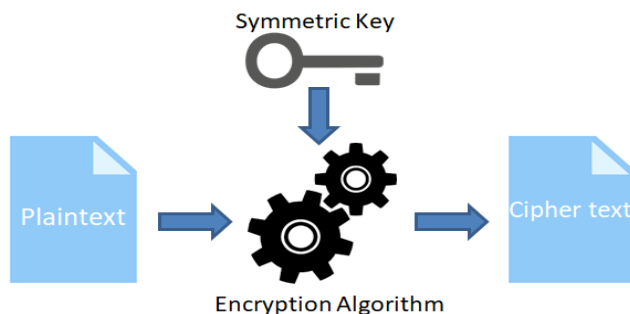 Symmetric Key
Plaintext
Cipher text
Encryption Algorithm